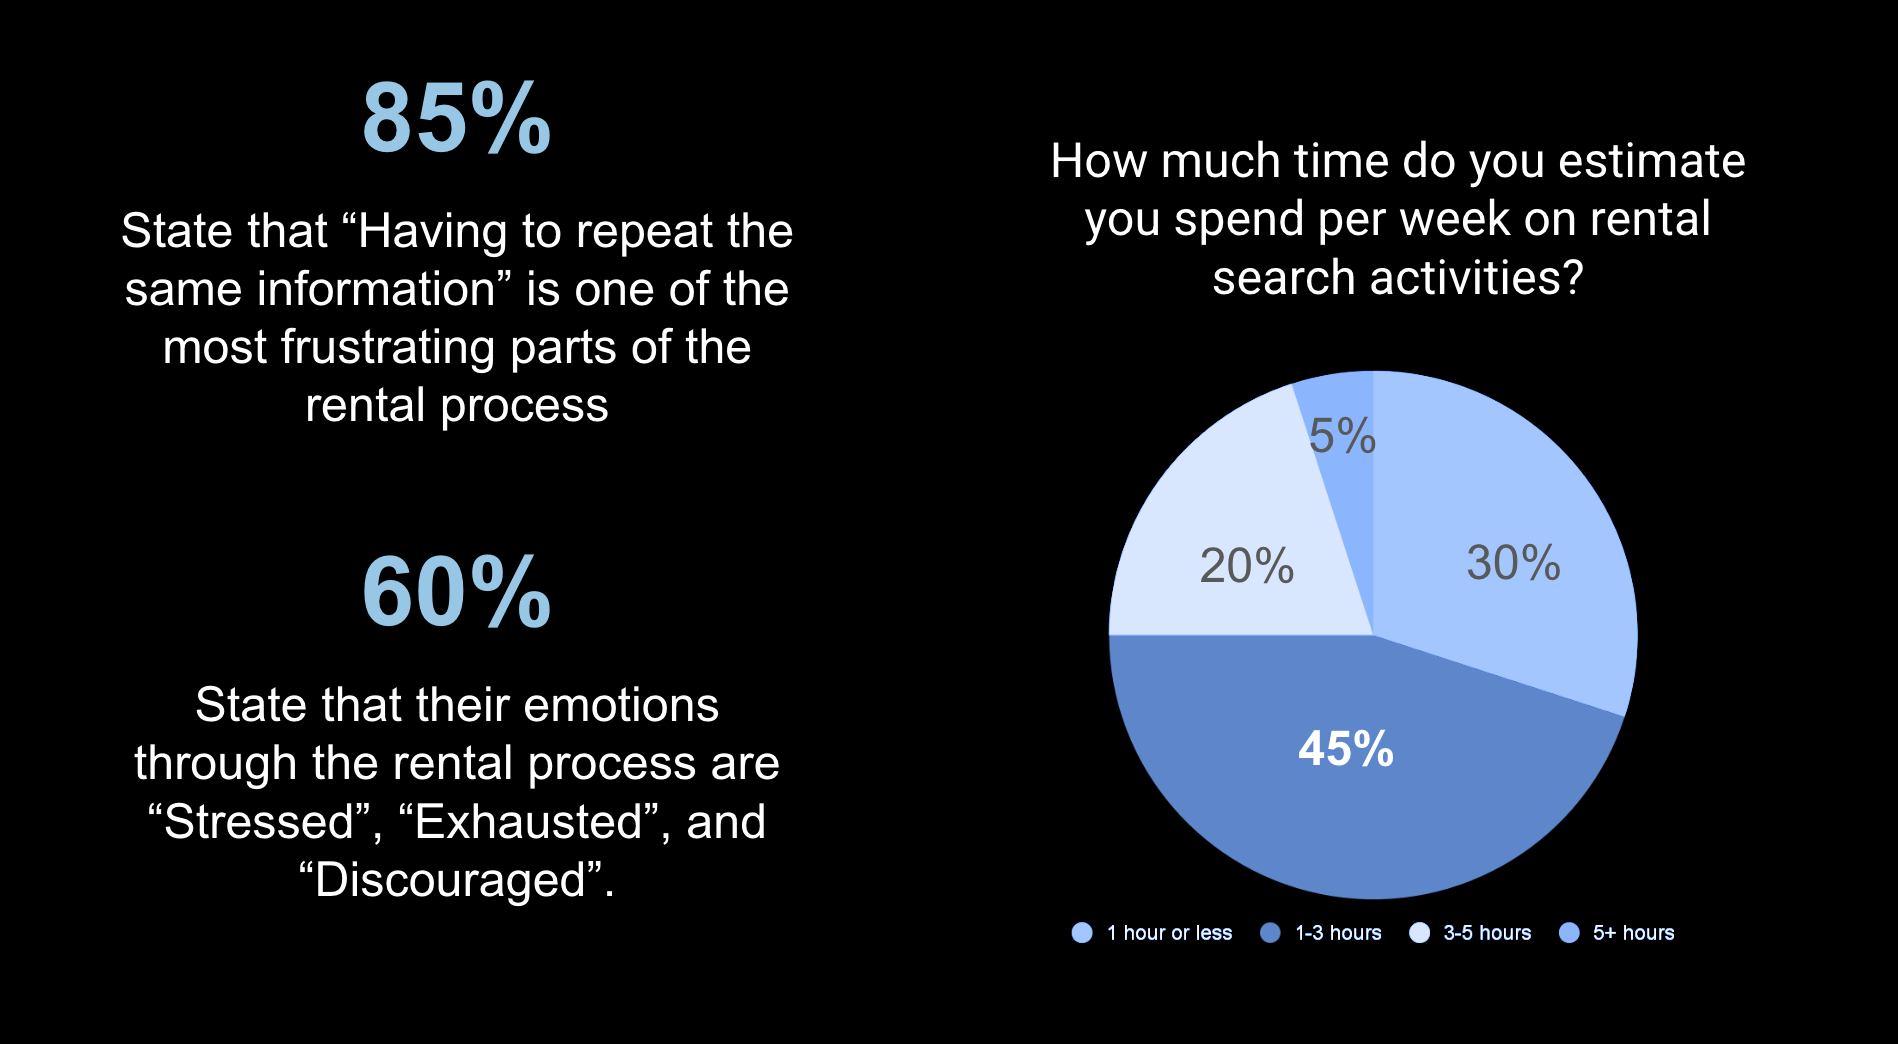 85%
State that “Having to repeat the
same information” is one of the
most frustrating parts of the
rental process
60%
State that their emotions
through the rental process are
“Stressed”, “Exhausted”, and
“Discouraged”.
How much time do you estimate
you spend per week on rental
search activities?
5%
20%
30%
45%
1 hour or less
1-3 hours
3-5 hours
5+ hours